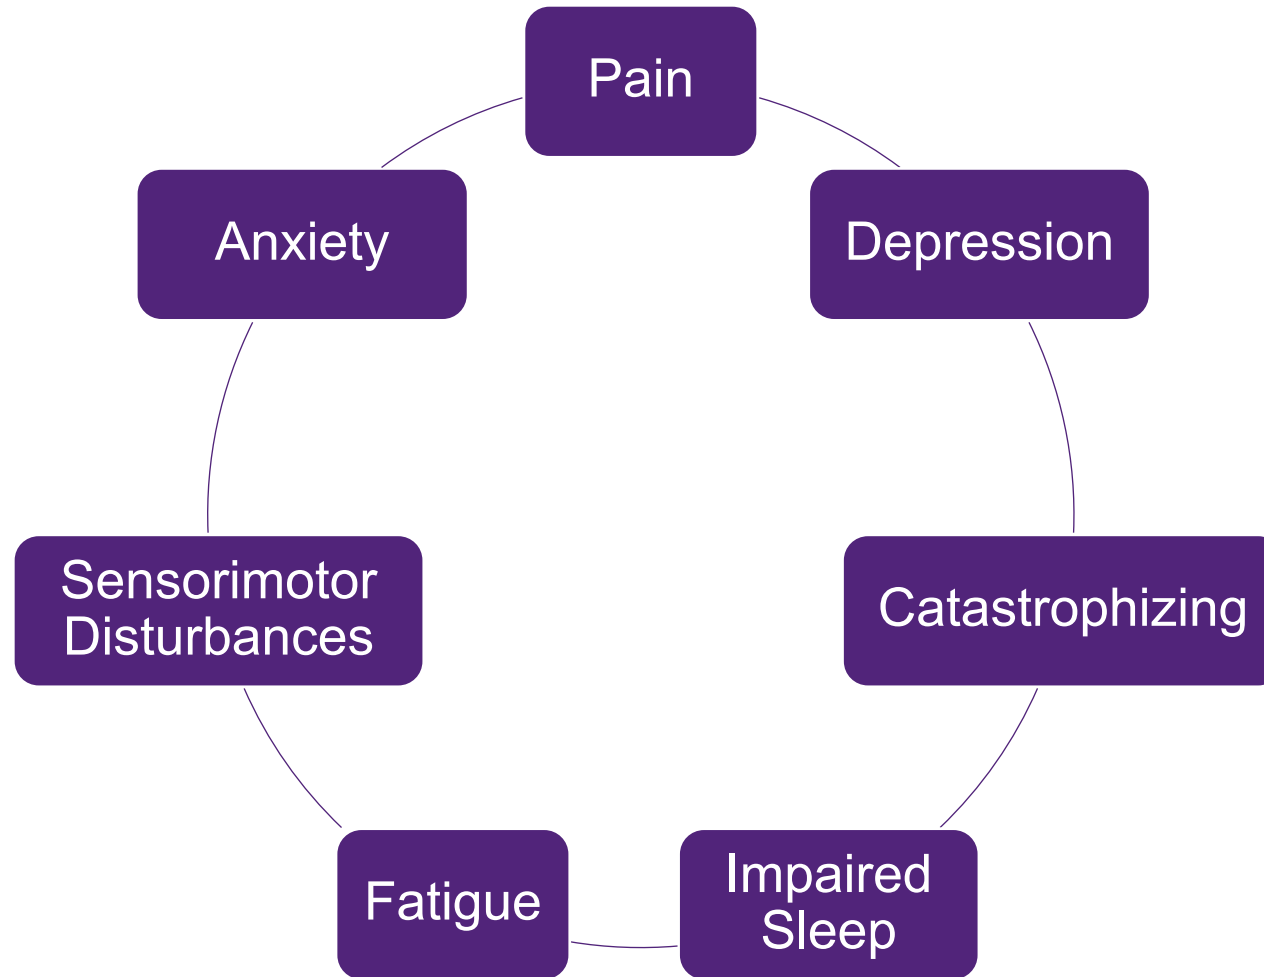 Pain
Depression
Catastrophizing
Impaired
Sleep
Fatigue
Sensorimotor
Disturbances
Anxiety